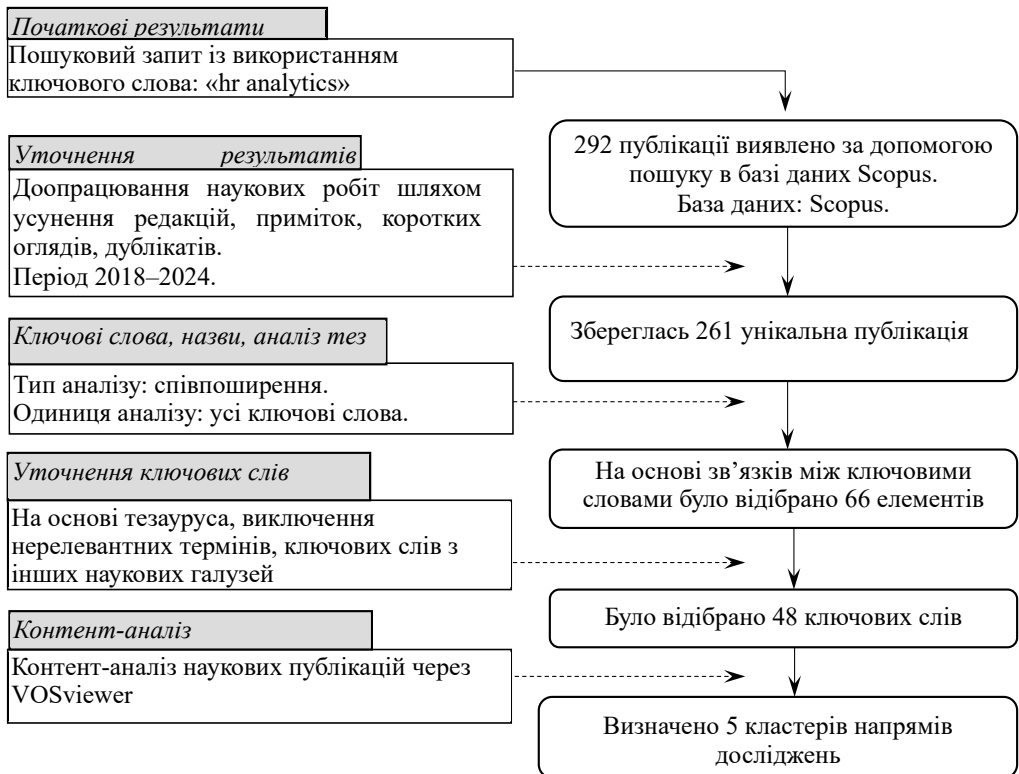 Початкові результати
Пошуковий запит із використанням
ключового слова: «hr analytics»
292 публікації виявлено за допомогою
пошуку в базі даних Scopus.
База даних: Scopus.
Уточнення результатів
Доопрацювання наукових робіт шляхом
усунення редакцій, приміток, коротких
оглядів, дублікатів.
Період 2018–2024.
Збереглась 261 унікальна публікація
Ключові слова, назви, аналіз тез
Тип аналізу: співпоширення.
Одиниця аналізу: усі ключові слова.
На основі зв’язків між ключовими
словами було відібрано 66 елементів
Уточнення ключових слів
На основі тезауруса, виключення
нерелевантних термінів, ключових слів з
інших наукових галузей
Було відібрано 48 ключових слів
Контент-аналіз
Контент-аналіз наукових публікацій через
VOSviewer
Визначено 5 кластерів напрямів
досліджень